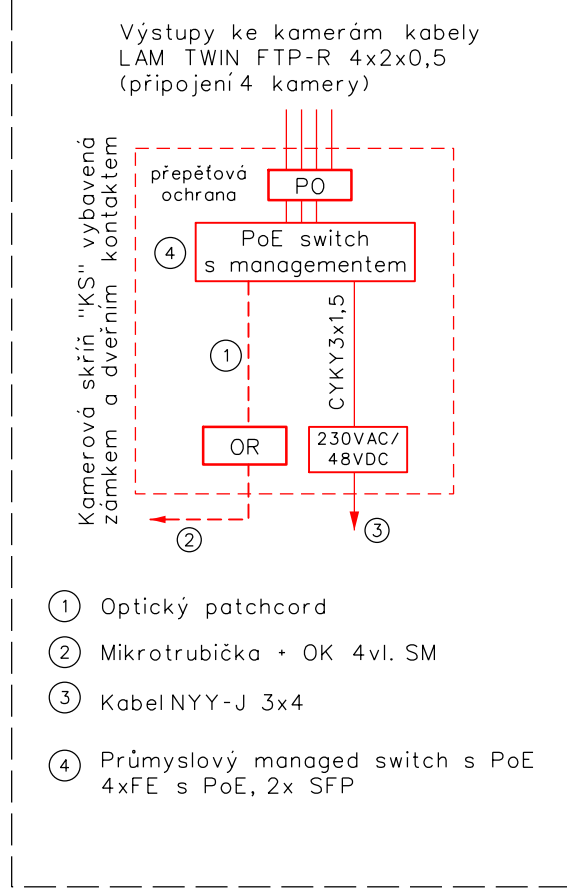 Výstupy ke kamerám kabely
LAM TWIN FTP-R 4x2x0,5
(připojení 4 kamery)
Kamerová skříň "KS" vybavená
zámkem a dveřním kontaktem
přepěťová
ochrana
PO
4
PoE switch
s managementem
1
CYKY3x1,5
OR
230VAC/
48VDC
2
3
1 Optický patchcord
2 Mikrotrubička + OK 4vl. SM
3 Kabel NYY-J 3x4
4 Průmyslový managed switch s PoE
4xFE s PoE, 2x SFP